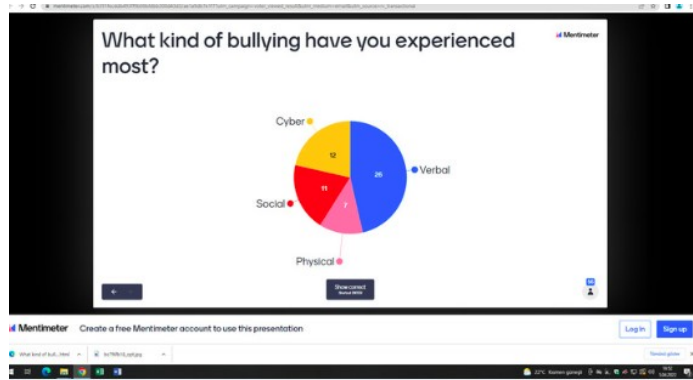 What kind of bullying have you experienced
most?
Mentimeter
Cyber
12
26
Verbal
11
Social
7
Physical
Show correct
Mentimeter
Create a free Mentimeter account to use this presentation
Log in
Sign up
22°C